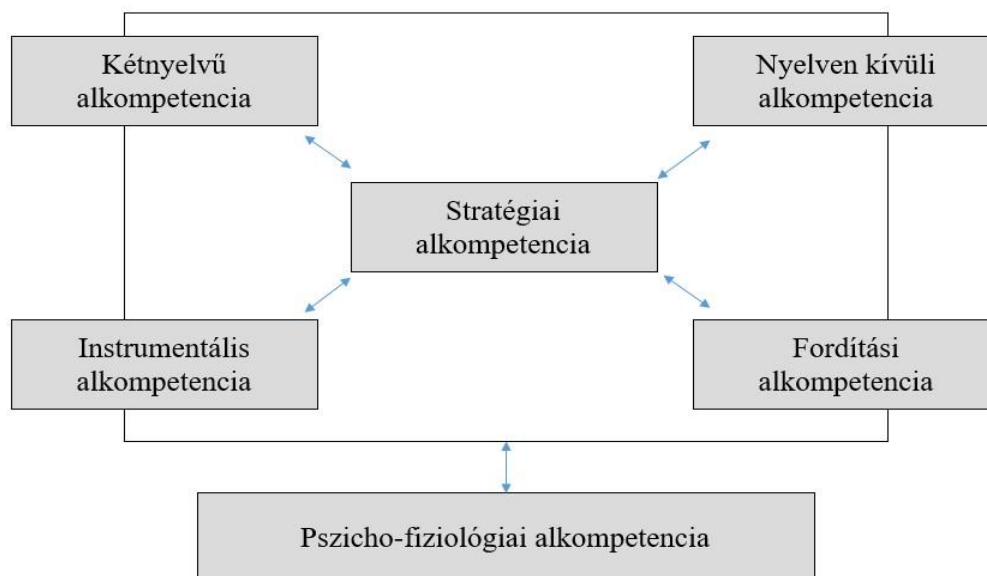 Kétnyelvű
alkompetencia
Nyelven kívüli
alkompetencia
Stratégiai
alkompetencia
Instrumentális
alkompetencia
Fordítási
alkompetencia
Pszicho-fiziológiai alkompetencia